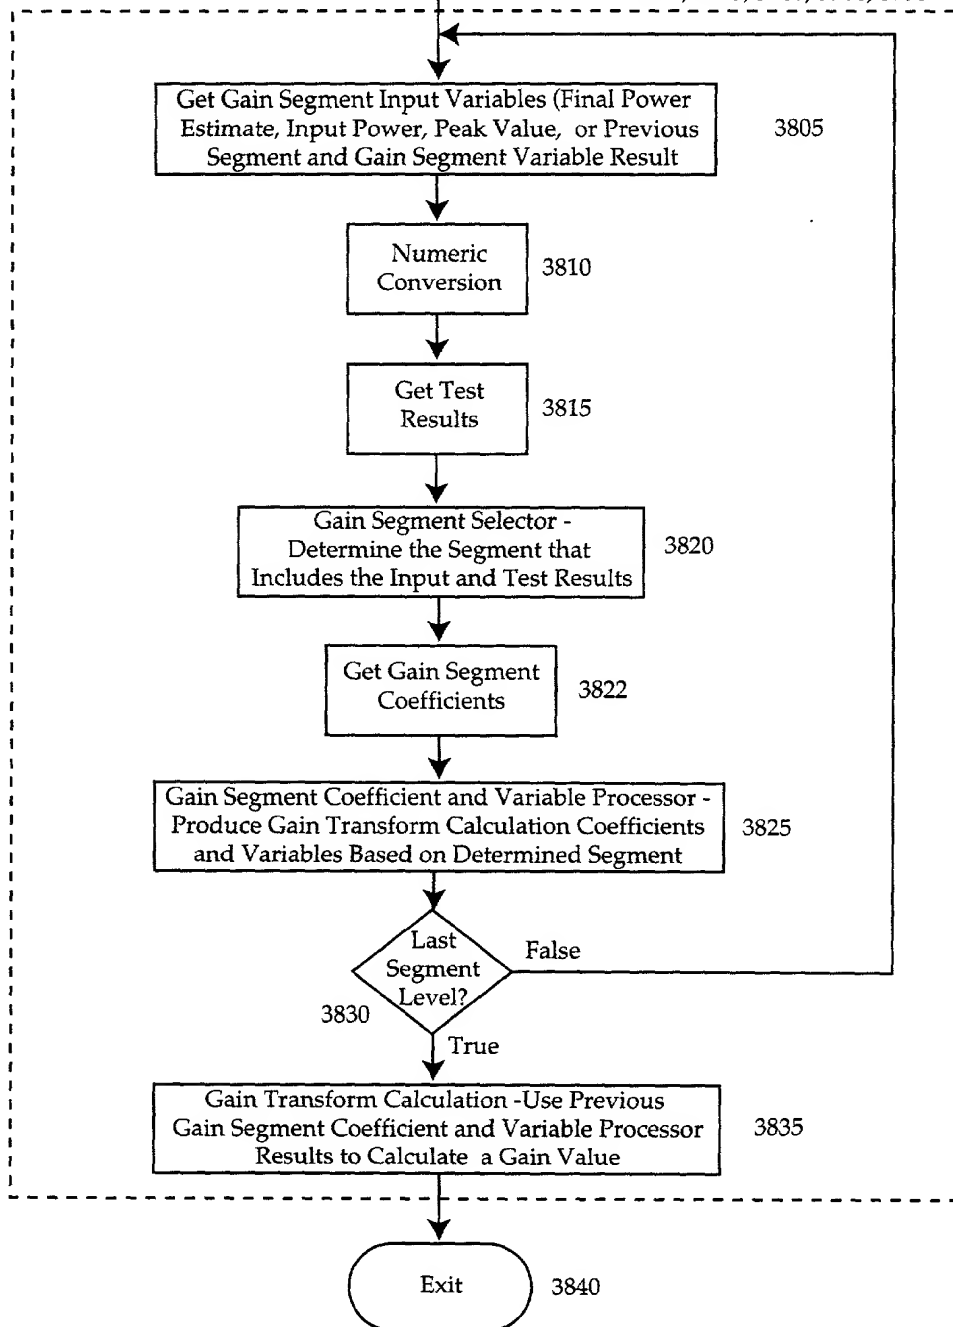 Get Gain Segment Input Variables (Final Power
Estimate, Input Power, Peak Value, or Previous
Segment and Gain Segment Variable Result
3805
Numeric
Conversion
3810
Get Test
Results
3815
Gain Segment Selector -
Determine the Segment that
Includes the Input and Test Results
3820
Get Gain Segment
Coefficients
3822
Gain Segment Coefficient and Variable Processor -
Produce Gain Transform Calculation Coefficients
and Variables Based on Determined Segment
3825
Last
Segment
Level?
False
3830
True
Gain Transform Calculation -Use Previous
Gain Segment Coefficient and Variable Processor
Results to Calculate a Gain Value
3835
Exit
3840